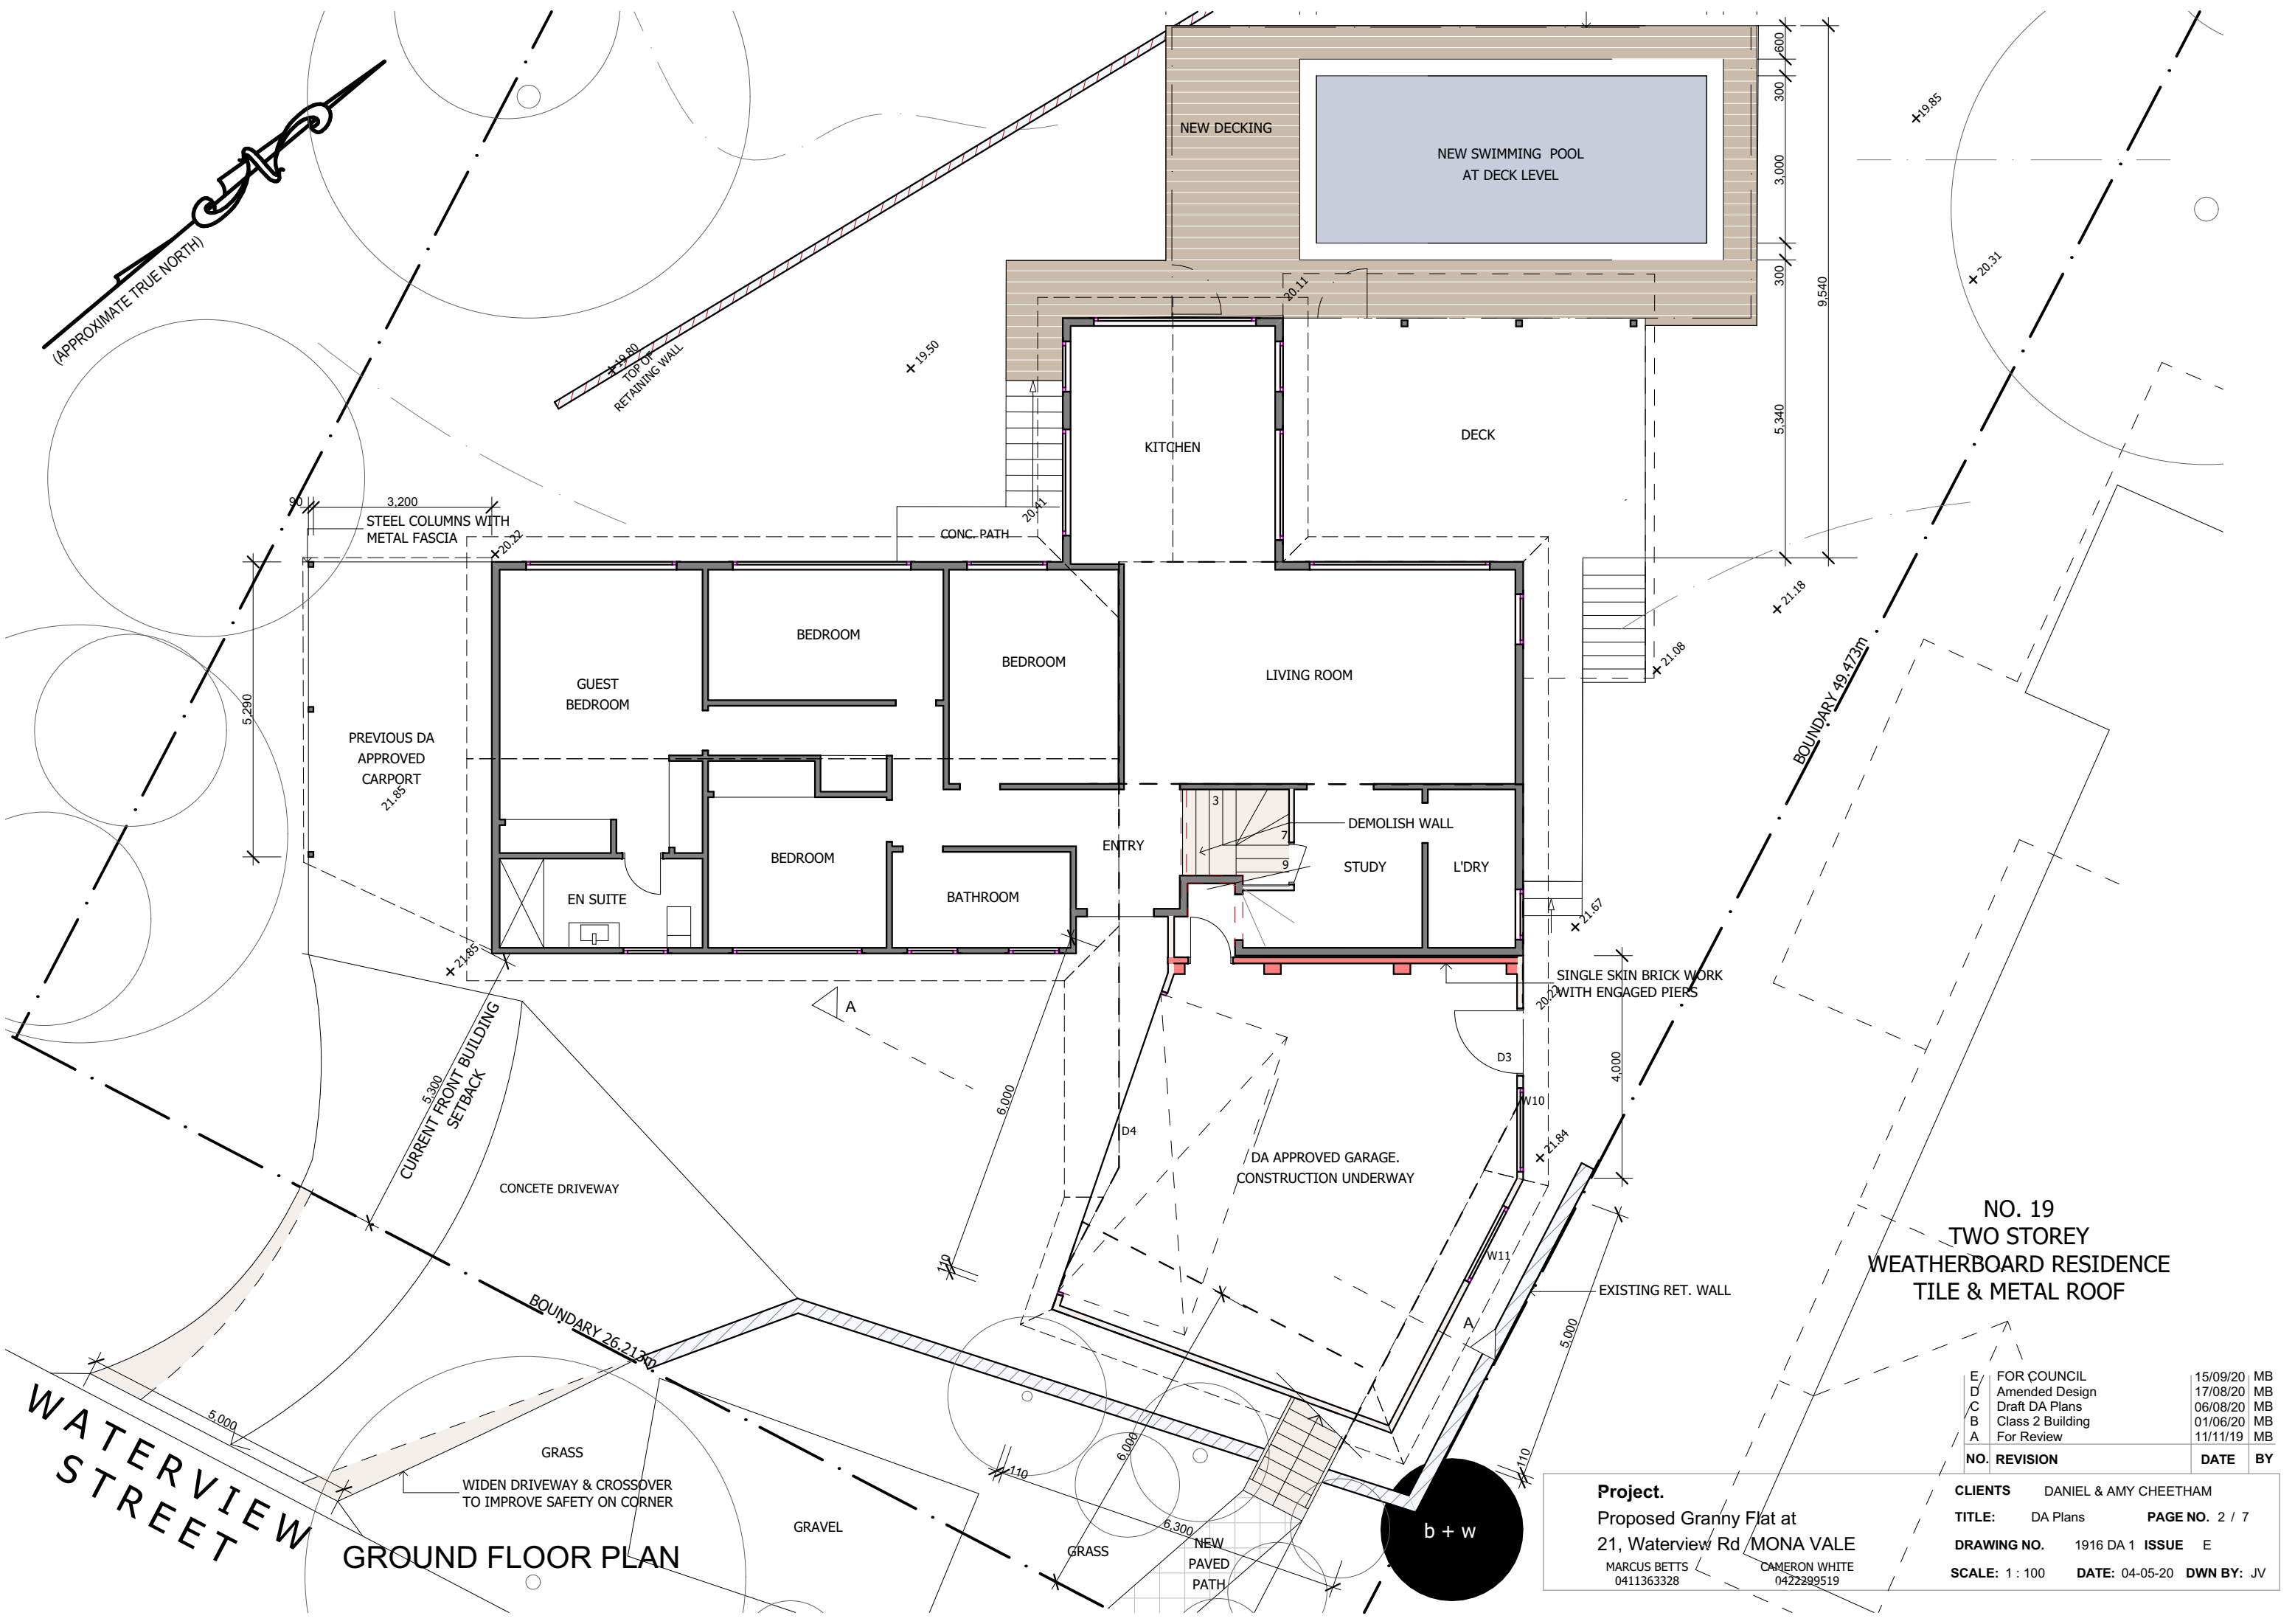 (APPROXIMATE TRUE NORTH)
NEW DECKING
NEW SWIMMING POOL
AT DECK LEVEL
600
300
3,000
300
9,540
5,340
19.85
20.31
20.11
19.80
TOP OF
RETAINING WALL
19.50
KITCHEN
DECK
90
3,200
STEEL COLUMNS WITH
METAL FASCIA
20.22
20.41
CONC. PATH
21.18
21.08
BOUNDARY 49.473m
5,290
GUEST
BEDROOM
BEDROOM
BEDROOM
LIVING ROOM
PREVIOUS DA
APPROVED
CARPORT
21.85
3
7
9
DEMOLISH WALL
ENTRY
STUDY
L'DRY
BEDROOM
BATHROOM
EN SUITE
21.67
21.85
SINGLE SKIN BRICK WORK
WITH ENGAGED PIERS
A
D3
4,000
W10
CURRENT FRONT BUILDING
SETBACK
5,300
6,000
D4
21.84
DA APPROVED GARAGE.
CONSTRUCTION UNDERWAY
CONCETE DRIVEWAY
110
W11
EXISTING RET. WALL
A
5,000
NO. 19
TWO STOREY
WEATHERBOARD RESIDENCE
TILE & METAL ROOF
BOUNDARY 26.213m
WATERVIEW
STREET
5,000
GRASS
WIDEN DRIVEWAY & CROSSOVER
TO IMPROVE SAFETY ON CORNER
GRAVEL
GROUND FLOOR PLAN
110
6,000
6,300
110
GRASS
NEW
PAVED
PATH
b + w
E FOR COUNCIL 15/09/20 MB
D Amended Design 17/08/20 MB
C Draft DA Plans 06/08/20 MB
B Class 2 Building 01/06/20 MB
A For Review 11/11/19 MB
NO. REVISION DATE BY
Project.
Proposed Granny Flat at
21, Waterview Rd MONA VALE
MARCUS BETTS CAMERON WHITE
0411363328 0422299519
CLIENTS DANIEL & AMY CHEETHAM
TITLE: DA Plans PAGE NO. 2 / 7
DRAWING NO. 1916 DA 1 ISSUE E
SCALE: 1 : 100 DATE: 04-05-20 DWN BY: JV